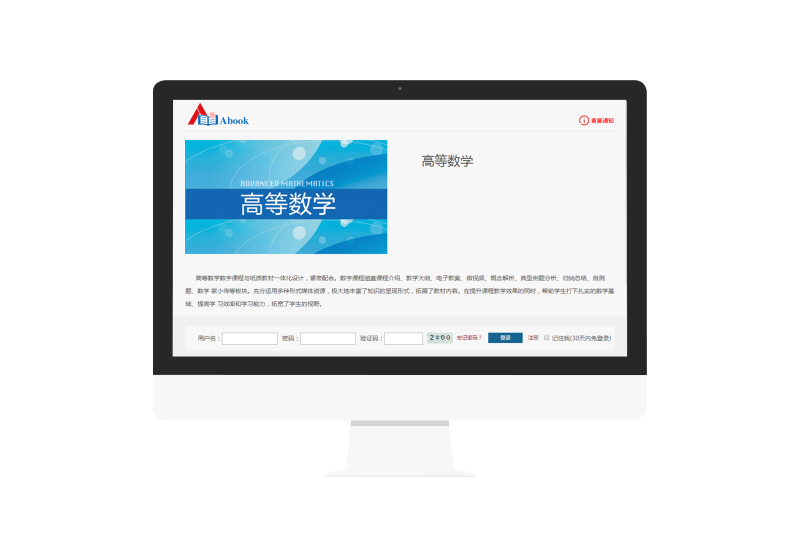 Abook
重要通知
ADVANCED MATHEMATICS
高等数学
高等数学
高等数学数字课程与纸质教材一体化设计，紧密配合。数字课程涵盖课程介绍、教学大纲、电子教案、微视频、概念解析、典型例题分析、归纳总结、自测
题、数学 家小传等板块。充分运用多种形式媒体资源，极大地丰富了知识的呈现形式，拓展了教材内容。在提升课程教学效果的同时，帮助学生打下扎实的数学基
础、提高学 习效率和学习能力，拓宽了学生的视野。
用户名： 密码： 验证码： 2400 忘记密码？ 登录 注册 记住我(30天内免登录)